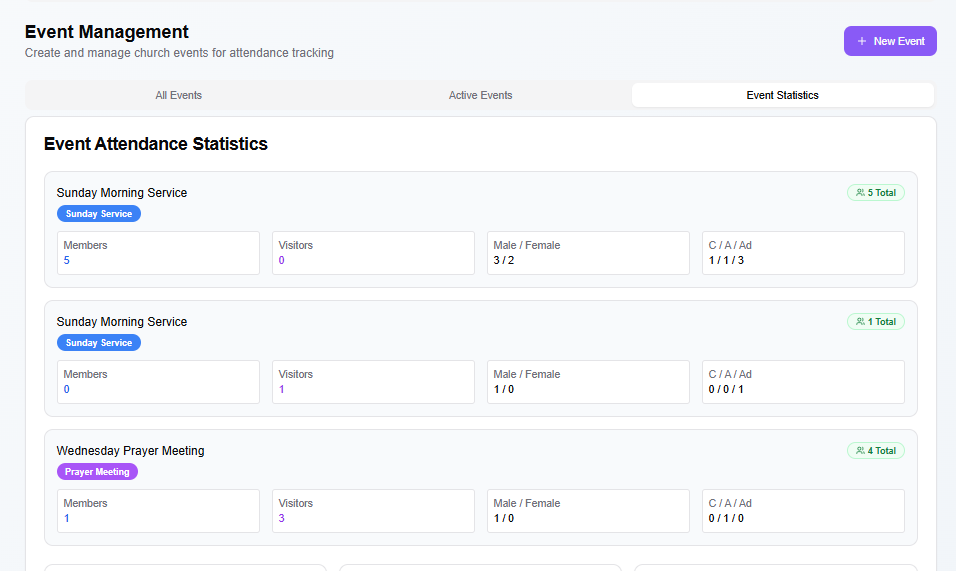 Event Management
Create and manage church events for attendance tracking
+ New Event
All Events
Active Events
Event Statistics
Event Attendance Statistics
Sunday Morning Service
5 Total
Sunday Service
Members
5
Visitors
0
Male / Female
3 / 2
C / A / Ad
1 / 1 / 3
Sunday Morning Service
1 Total
Sunday Service
Members
0
Visitors
1
Male / Female
1 / 0
C / A / Ad
0 / 0 / 1
Wednesday Prayer Meeting
4 Total
Prayer Meeting
Members
1
Visitors
3
Male / Female
1 / 0
C / A / Ad
0 / 1 / 0